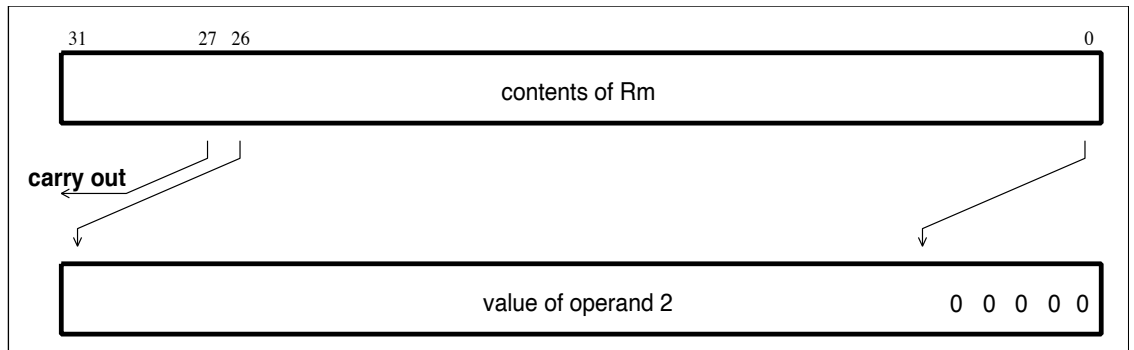 31 27 26 0
contents of Rm
carry out
value of operand 2 0 0 0 0 0